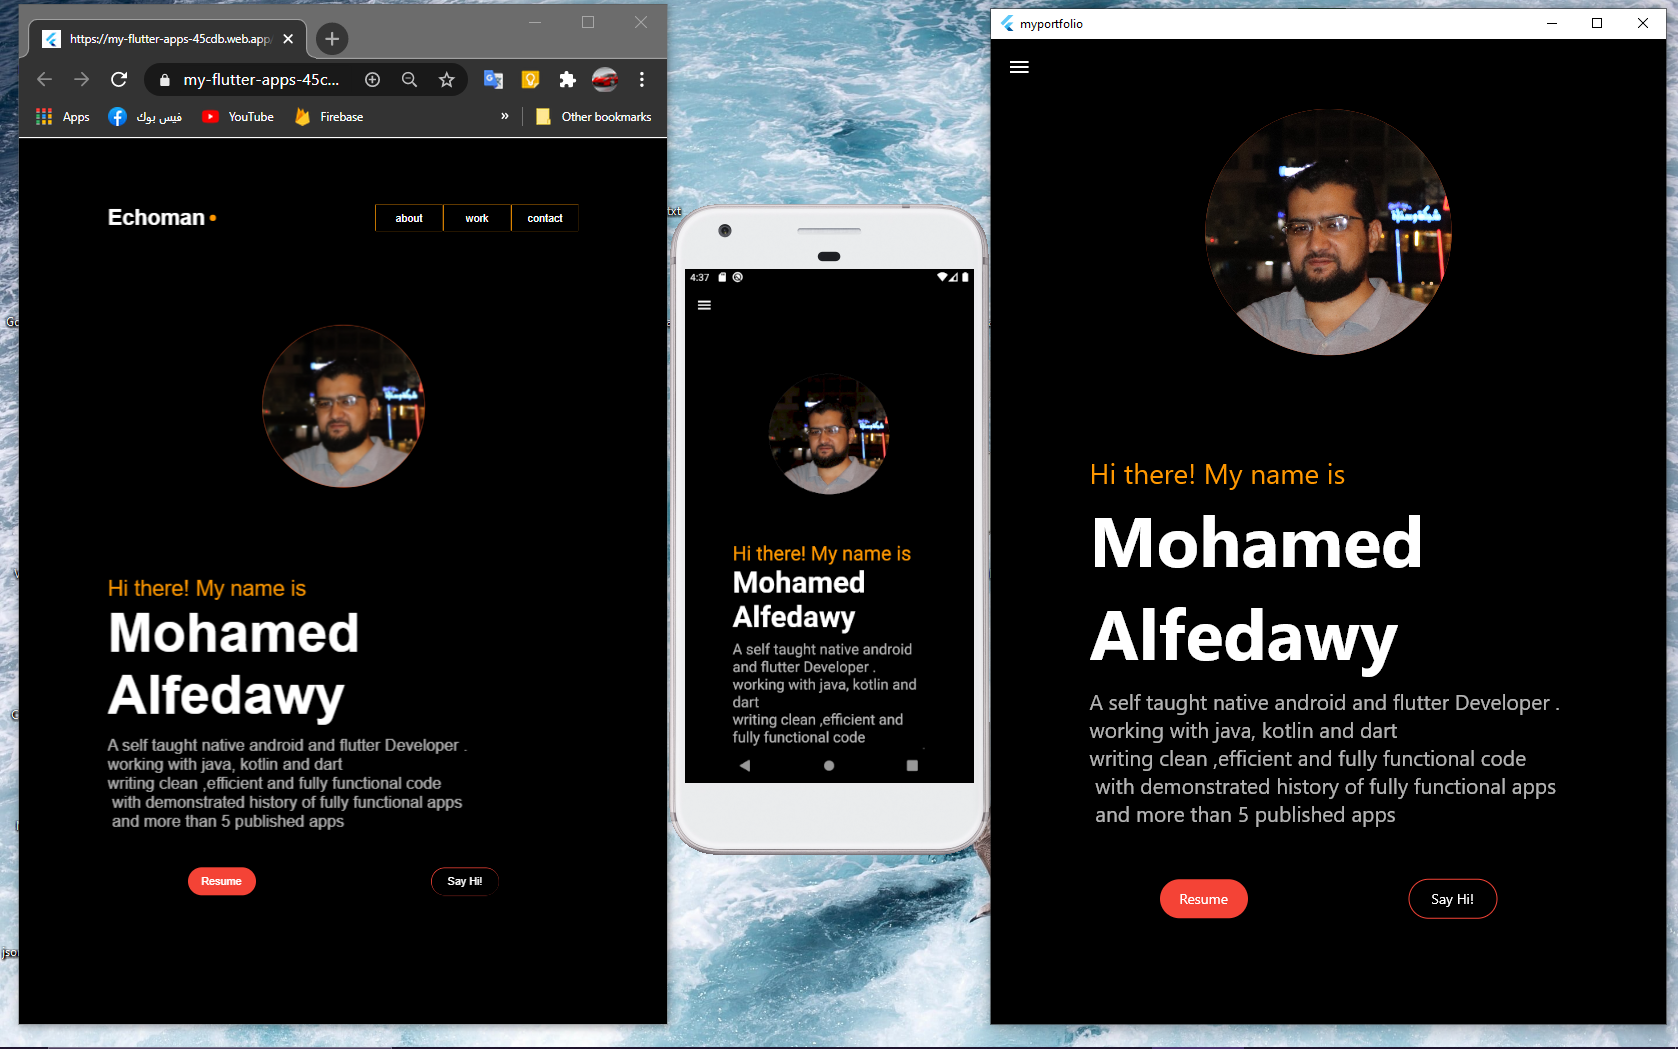 https://my-flutter-apps-45cdb.web.app/
my-flutter-apps-45c...
Apps
فيس بوك
YouTube
Firebase
»
Other bookmarks
Echoman
about
work
contact
Hi there! My name is
Mohamed
Alfedawy
A self taught native android and flutter Developer .
working with java, kotlin and dart
writing clean ,efficient and fully functional code
with demonstrated history of fully functional apps
and more than 5 published apps
Resume
Say Hi!
txt
4:37
Hi there! My name is
Mohamed
Alfedawy
A self taught native android
and flutter Developer .
working with java, kotlin and
dart
writing clean ,efficient and
fully functional code
myportfolio
Hi there! My name is
Mohamed
Alfedawy
A self taught native android and flutter Developer .
working with java, kotlin and dart
writing clean ,efficient and fully functional code
with demonstrated history of fully functional apps
and more than 5 published apps
Resume
Say Hi!